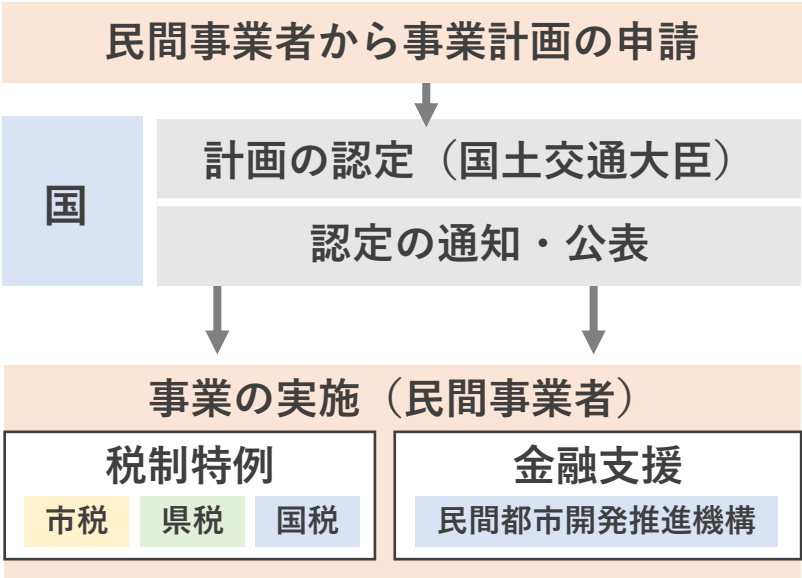 民間事業者から事業計画の申請
国
計画の認定（国土交通大臣）
認定の通知・公表
事業の実施（民間事業者）
税制特例
市税
県税
国税
金融支援
民間都市開発推進機構